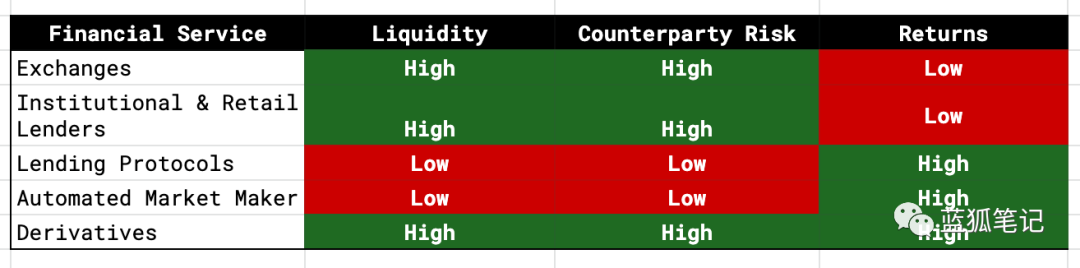 Financial Service Liquidity Counterparty Risk Returns
Exchanges High High Low
Institutional & Retail
Lenders High High Low
Lending Protocols Low Low High
Automated Market Maker Low Low High
Derivatives High High High
蓝狐笔记